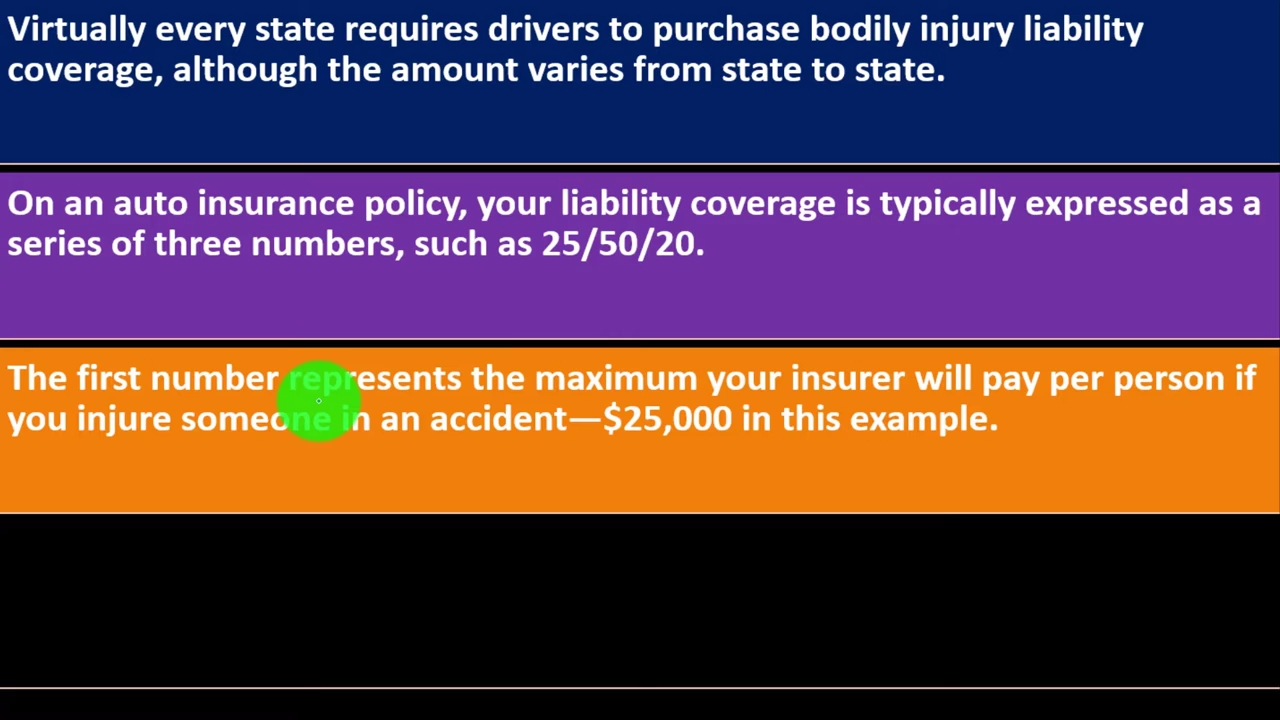 Virtually every state requires drivers to purchase bodily injury liability
coverage, although the amount varies from state to state.
On an auto insurance policy, your liability coverage is typically expressed as a
series of three numbers, such as 25/50/20.
The first number represents the maximum your insurer will pay per person if
you injure someone in an accident—$25,000 in this example.